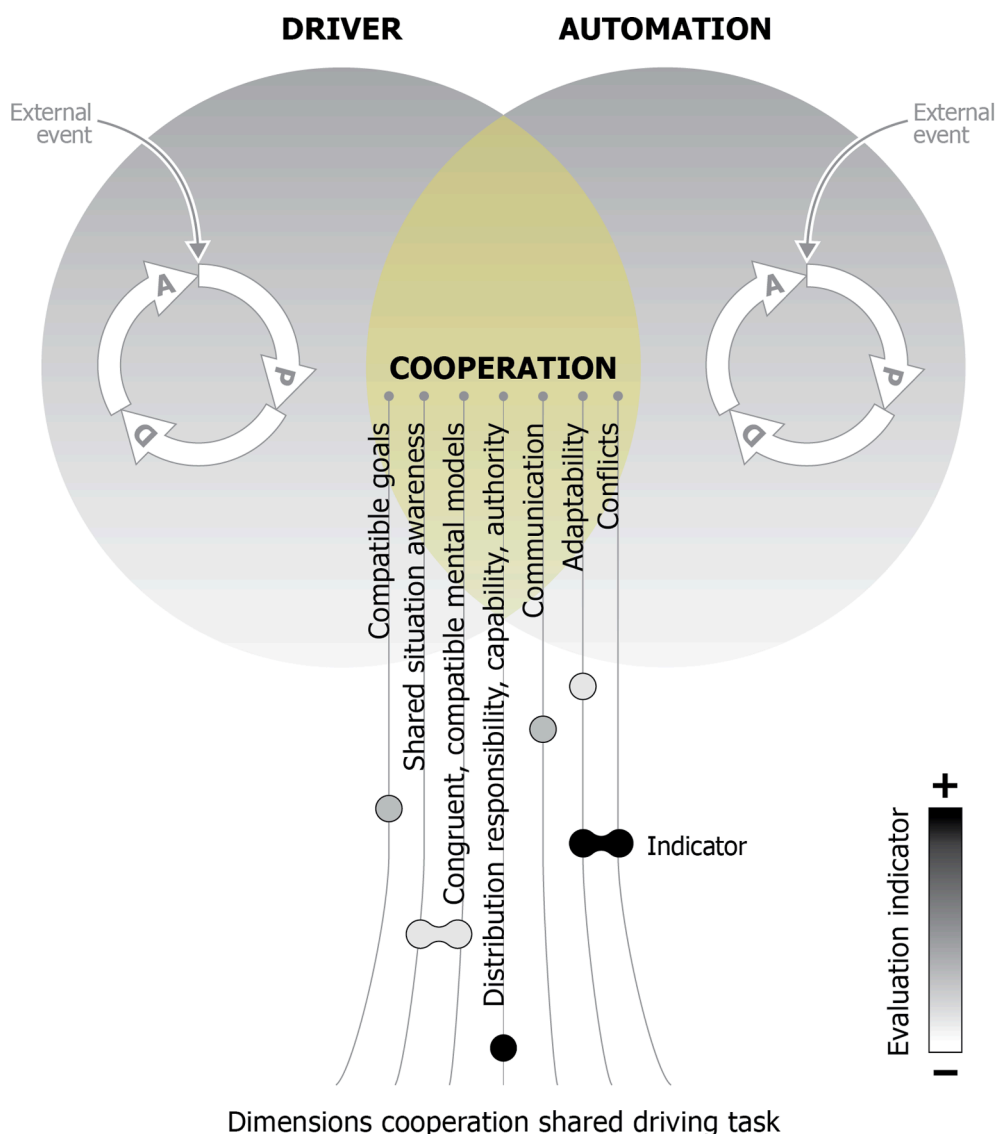 DRIVER
AUTOMATION
External
event
External
event
A
P
D
A
P
D
COOPERATION
Compatible goals
Shared situation awareness
Congruent, compatible mental models
Distribution responsibility, capability, authority
Communication
Adaptability
Conflicts
Indicator
+
Evaluation indicator
−
Dimensions cooperation shared driving task